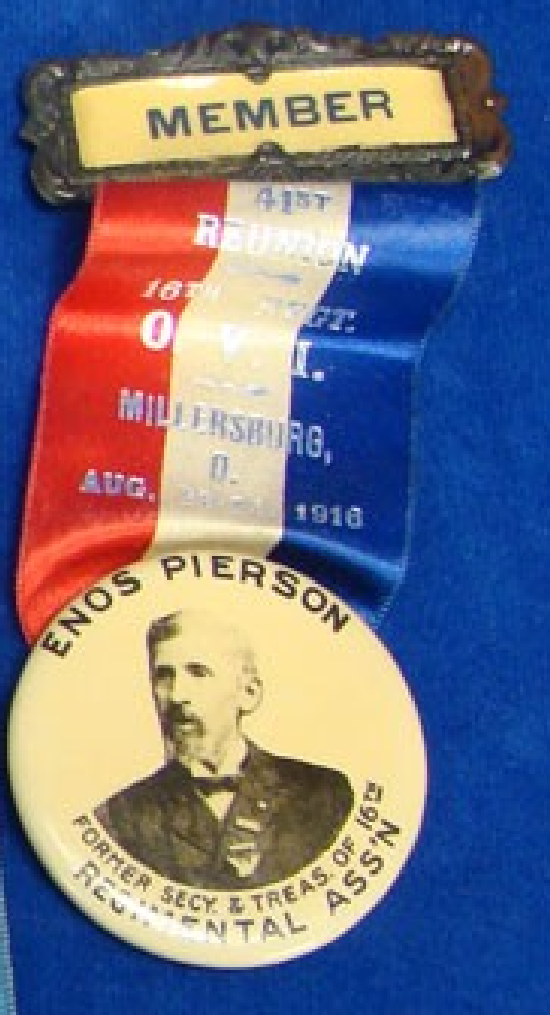 MEMBER
41ST
REUNION
16TH REGT.
O. V. I.
MILLERSBURG,
O.
AUG. 1916
ENOS PIERSON
FORMER SECY. & TREAS. OF 16TH
REGIMENTAL ASS'N